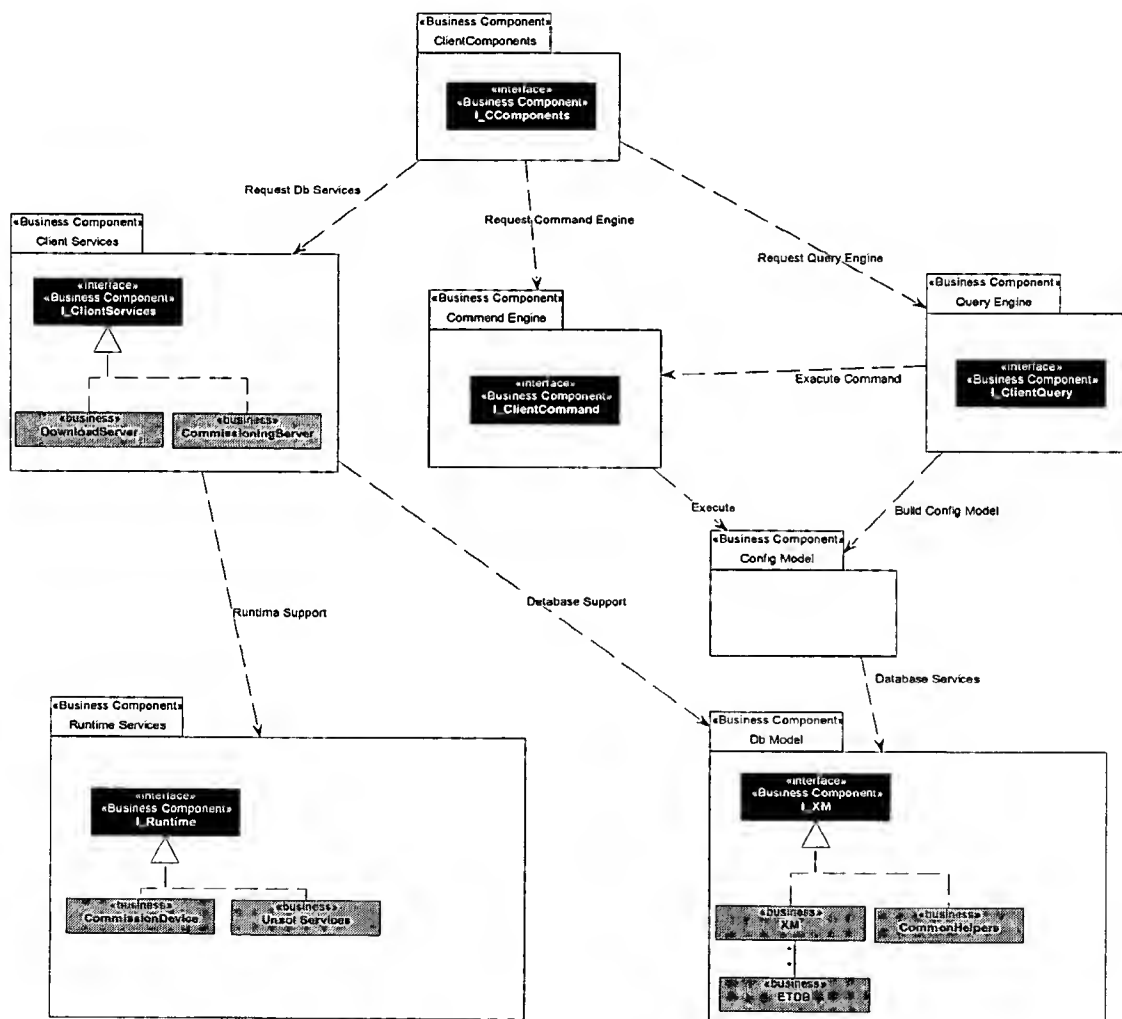 «Business Component»
ClientComponents
«interface»
«Business Component»
I_CComponents
Request Db Services
Request Command Engine
Request Query Engine
«Business Component»
Client Services
«interface»
«Business Component»
I_ClientServices
«business»
DownloadServer
«business»
CommissioningServer
«Business Component»
Commend Engine
«interface»
«Business Component»
I_ClientCommand
«Business Component»
Query Engine
«interface»
«Business Component»
I_ClientQuery
Execute Command
Execute
Build Config Model
«Business Component»
Config Model
Runtima Support
Database Support
Database Services
«Business Component»
Runtime Services
«interface»
«Business Component»
I_Runtime
«business»
CommissionDevice
«business»
Unsol Services
«Business Component»
Db Model
«interface»
«Business Component»
I_XM
«business»
XM
«business»
CommonHelpers
«business»
ETDB